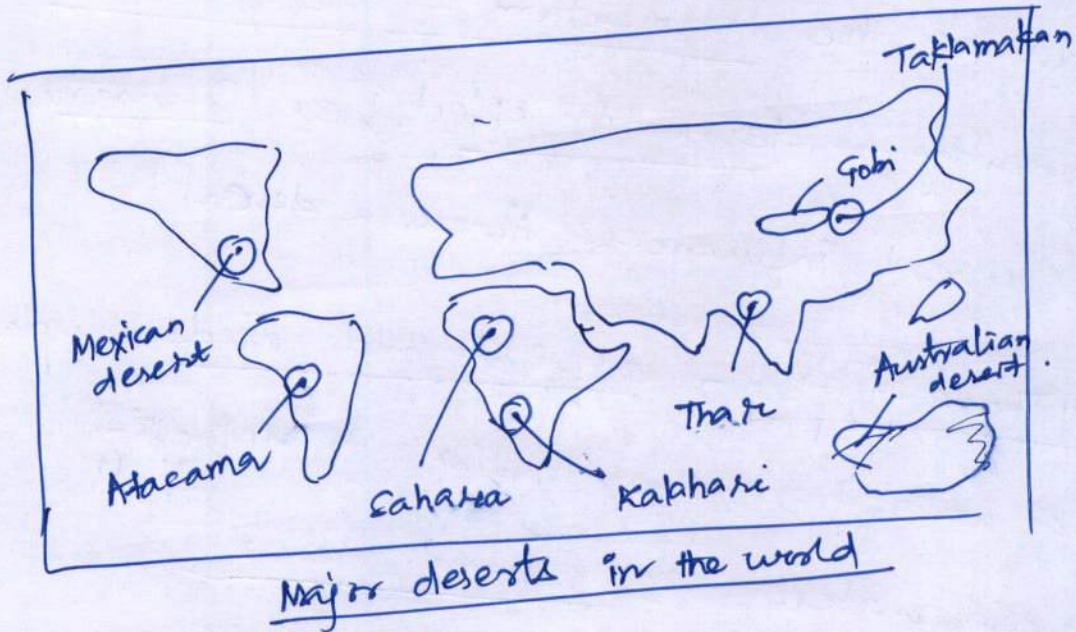 Taklamakan
Gobi
Mexican
desert
Australian
desert.
Thar
Atacama
Sahara
Kalahari
Major deserts in the world